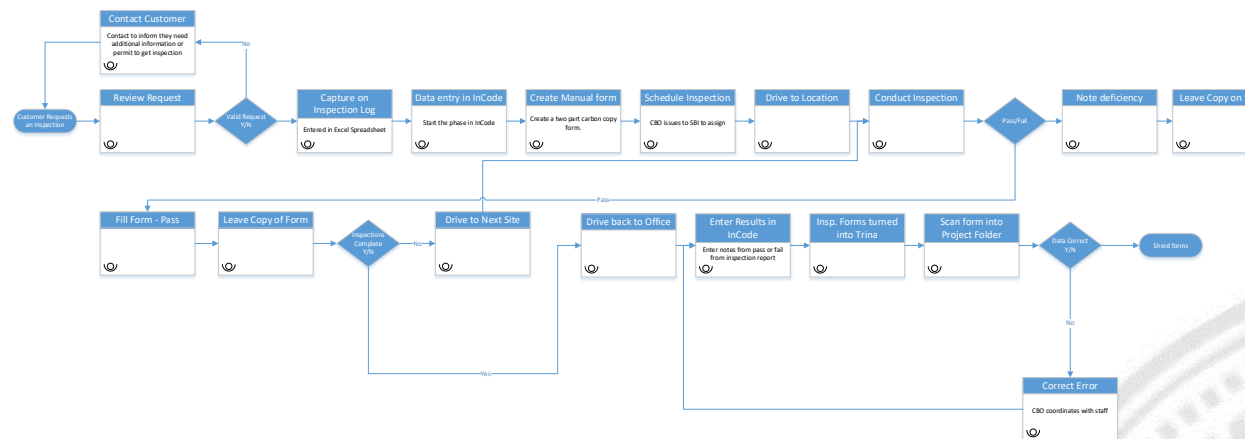 Contact Customer
Contact to inform they need
additional information or
permit to get inspection
No
Customer Requests
an Inspection
Review Request
Valid Request
Y/N
Capture on
Inspection Log
Entered in Excel Spreadsheet
Data entry in InCode
Start the phase in InCode
Create Manual form
Create a two part carbon copy
form.
Schedule Inspection
CBO issues to SBI to assign
Drive to Location
Conduct Inspection
Pass/Fail
Note deficiency
Leave Copy on
Pass
Fill Form - Pass
Leave Copy of Form
Inspections
Complete
Y/N
No
Drive to Next Site
Yes
Drive back to Office
Enter Results in
InCode
Enter notes from pass or fail
from inspection report
Insp. Forms turned
into Trina
Scan form into
Project Folder
Data Correct
Y/N
Shred forms
No
Correct Error
CBO coordinates with staff